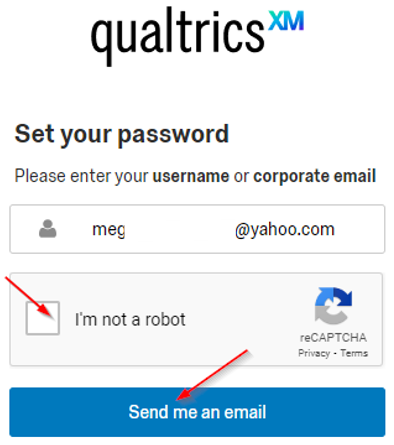 qualtrics XM
Set your password
Please enter your username or corporate email
meg @yahoo.com
I'm not a robot
reCAPTCHA
Privacy - Terms
Send me an email